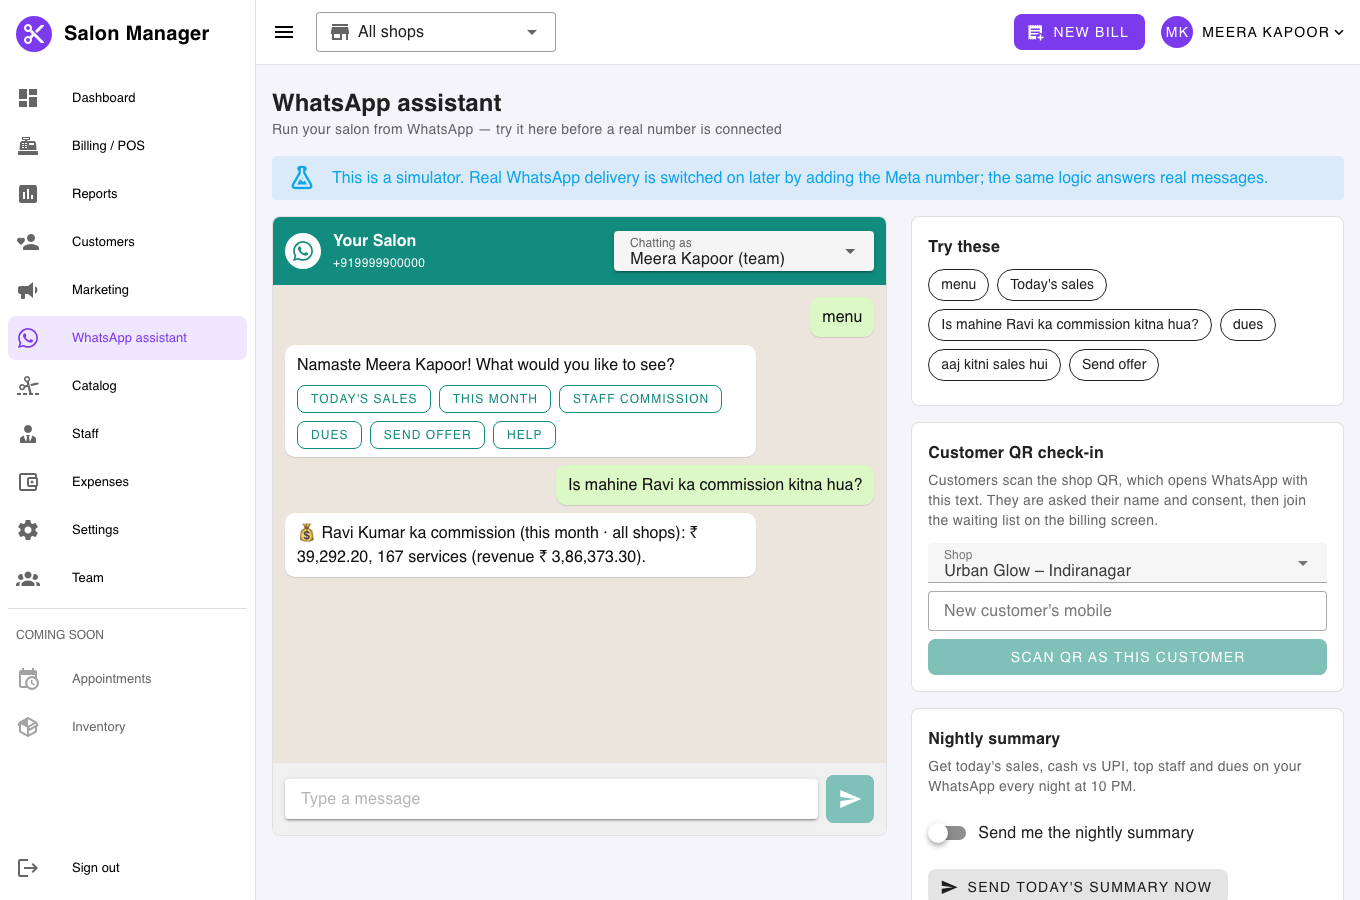 Salon Manager
All shops
NEW BILL
MK
MEERA KAPOOR
Dashboard
Billing / POS
Reports
Customers
Marketing
WhatsApp assistant
Catalog
Staff
Expenses
Settings
Team
COMING SOON
Appointments
Inventory
Sign out
WhatsApp assistant
Run your salon from WhatsApp — try it here before a real number is connected
This is a simulator. Real WhatsApp delivery is switched on later by adding the Meta number; the same logic answers real messages.
Your Salon
+919999900000
Chatting as
Meera Kapoor (team)
menu
Namaste Meera Kapoor! What would you like to see?
TODAY'S SALES THIS MONTH STAFF COMMISSION
DUES SEND OFFER HELP
Is mahine Ravi ka commission kitna hua?
💰 Ravi Kumar ka commission (this month · all shops): ₹
39,292.20, 167 services (revenue ₹ 3,86,373.30).
Type a message
Try these
menu Today's sales
Is mahine Ravi ka commission kitna hua? dues
aaj kitni sales hui Send offer
Customer QR check-in
Customers scan the shop QR, which opens WhatsApp with
this text. They are asked their name and consent, then join
the waiting list on the billing screen.
Shop
Urban Glow – Indiranagar
New customer's mobile
SCAN QR AS THIS CUSTOMER
Nightly summary
Get today's sales, cash vs UPI, top staff and dues on your
WhatsApp every night at 10 PM.
Send me the nightly summary
SEND TODAY'S SUMMARY NOW